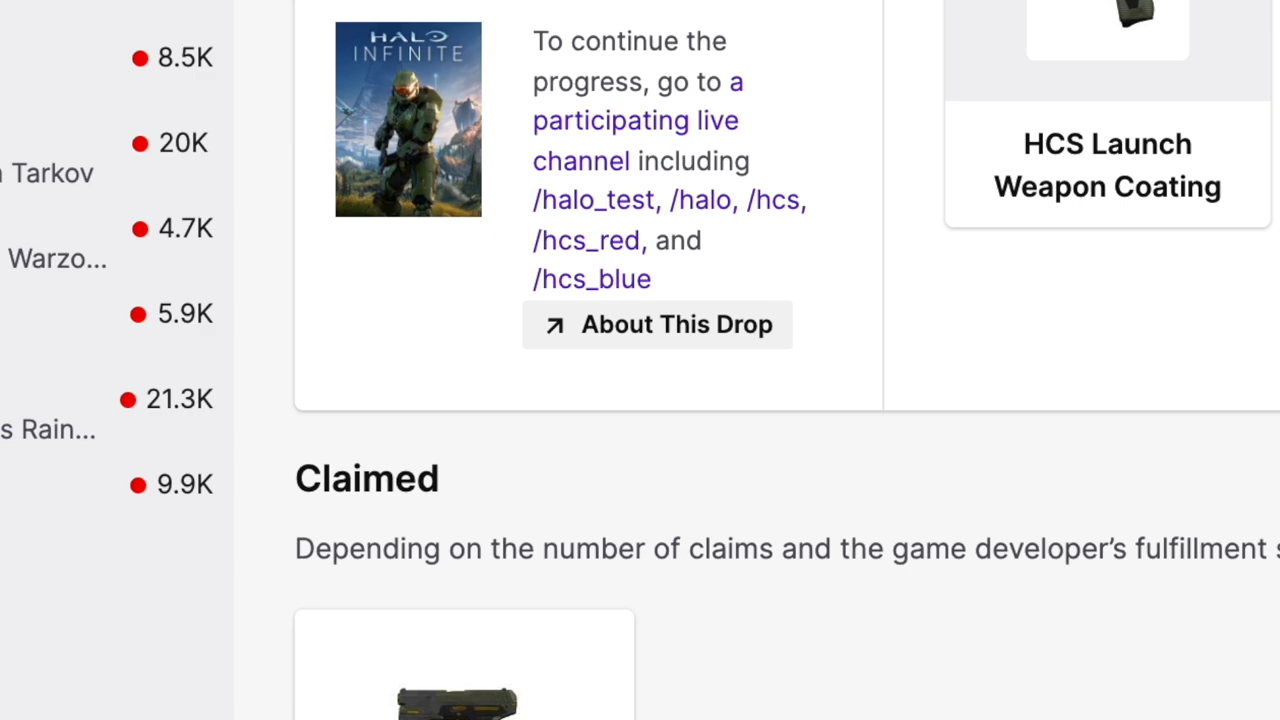 8.5K
20K
Tarkov
4.7K
Warzo...
5.9K
21.3K
s Rain...
9.9K
HALO
INFINITE
To continue the
progress, go to a
participating live
channel including
/halo_test, /halo, /hcs,
/hcs_red, and
/hcs_blue
About This Drop
HCS Launch
Weapon Coating
Claimed
Depending on the number of claims and the game developer's fulfillment